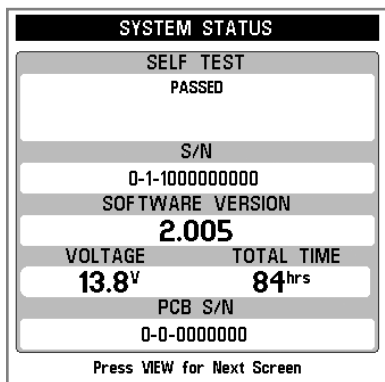 SYSTEM STATUS
SELF TEST
PASSED
S/N
0-1-1000000000
SOFTWARE VERSION
2.005
VOLTAGE TOTAL TIME
13.8V 84hrs
PCB S/N
0-0-0000000
Press VIEW for Next Screen